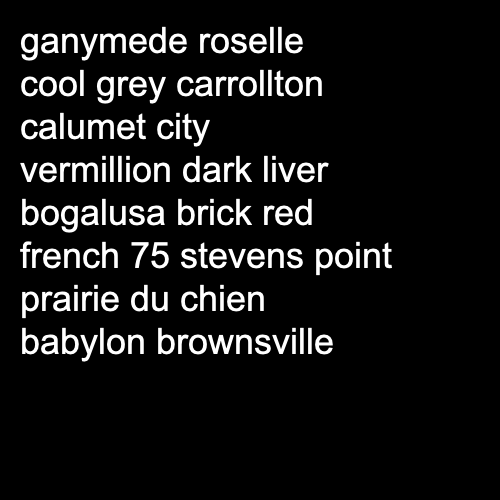 ganymede roselle
cool grey carrollton
calumet city
vermillion dark liver
bogalusa brick red
french 75 stevens point
prairie du chien
babylon brownsville